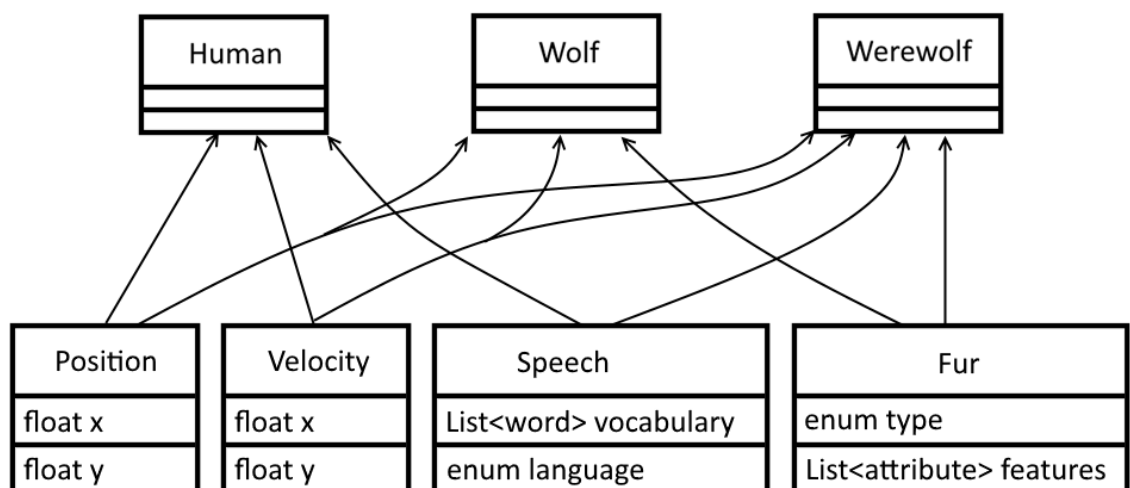 Human
Wolf
Werewolf
Position
float x
float y
Velocity
float x
float y
Speech
List<word> vocabulary
enum language
Fur
enum type
List<attribute> features